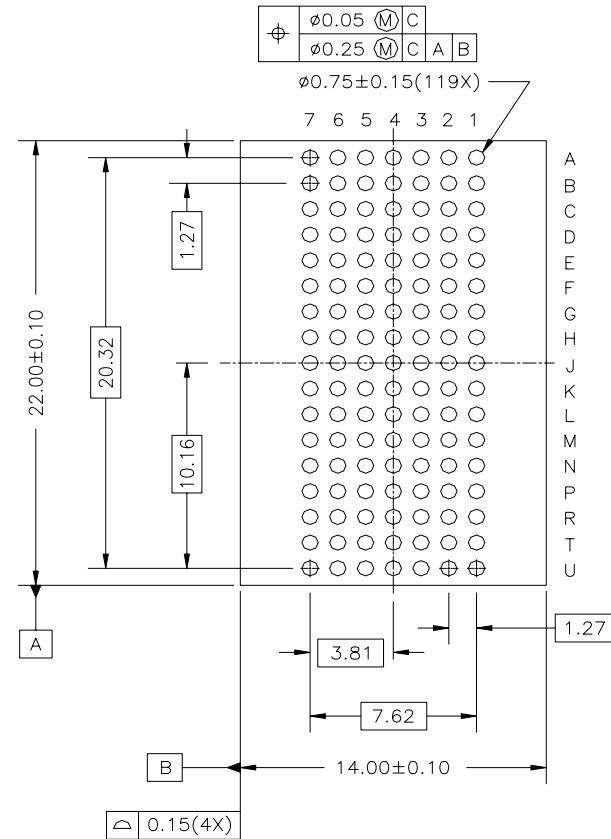 ⌖ ⌀0.05 Ⓜ C
⌀0.25 Ⓜ C A B
⌀0.75±0.15(119X)
7 6 5 4 3 2 1
A
B
C
D
E
F
G
H
J
K
L
M
N
P
R
T
U
1.27
20.32
22.00±0.10
10.16
A
3.81
1.27
7.62
B
14.00±0.10
⌓ 0.15(4X)